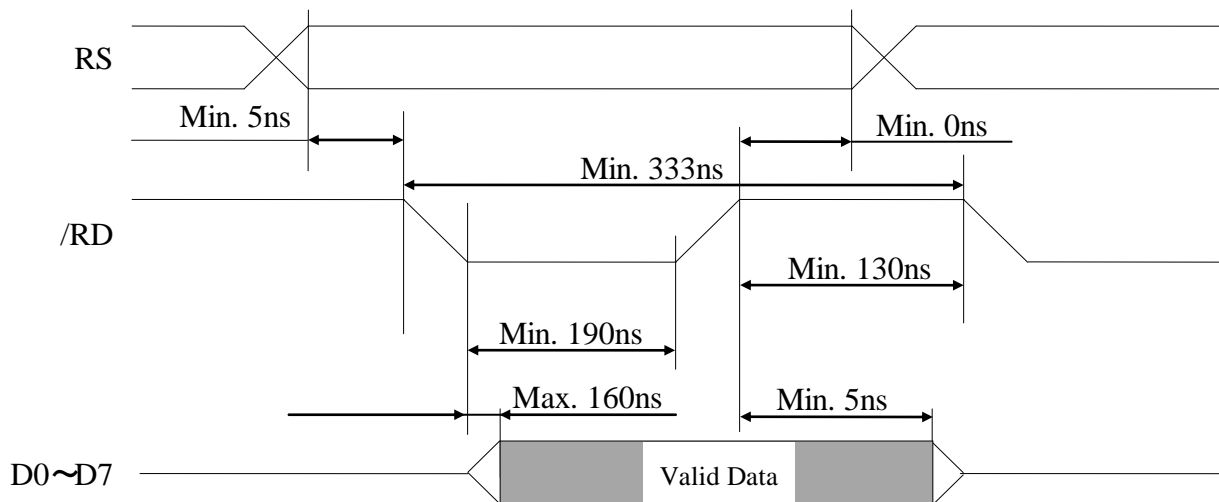 RS
Min. 5ns
Min. 0ns
Min. 333ns
/RD
Min. 130ns
Min. 190ns
Max. 160ns
Min. 5ns
D0～D7
Valid Data